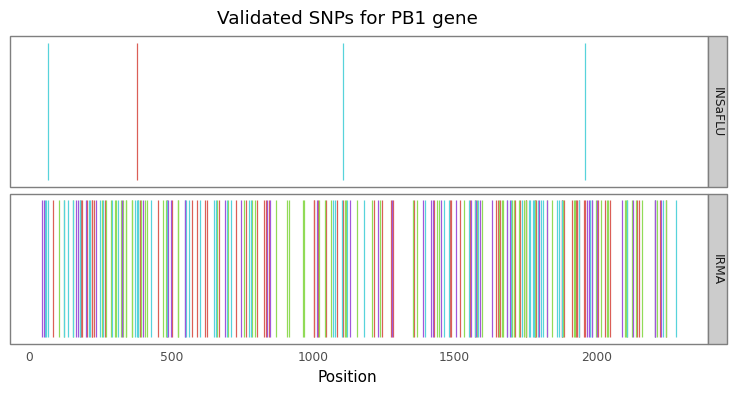 Validated SNPs for PB1 gene
INSaFLU
IRMA
0 500 1000 1500 2000
Position